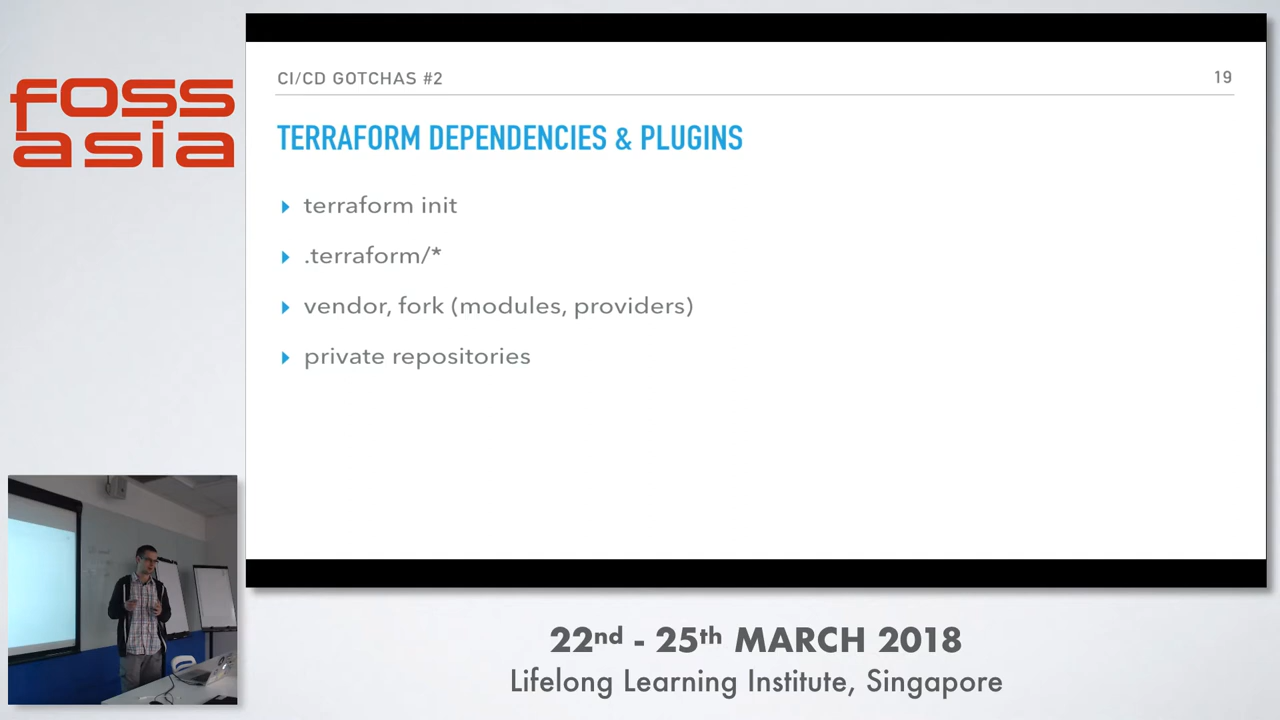 foss
asia
CI/CD GOTCHAS #2
19
TERRAFORM DEPENDENCIES & PLUGINS
terraform init
.terraform/*
vendor, fork (modules, providers)
private repositories
22nd - 25th MARCH 2018
Lifelong Learning Institute, Singapore